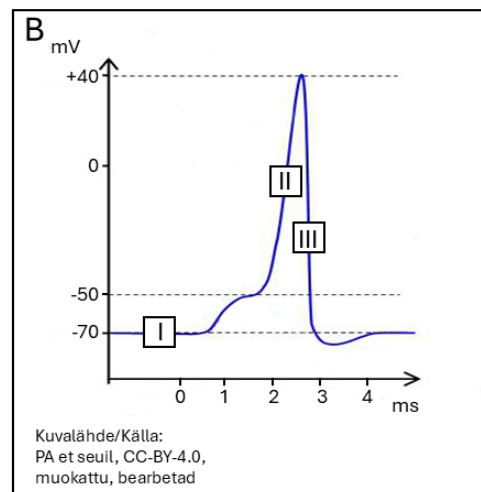 B
mV
+40
0
II
III
-50
-70
I
0 1 2 3 4
ms
Kuvalähde/Källa:
PA et seuil, CC-BY-4.0,
muokattu, bearbetad